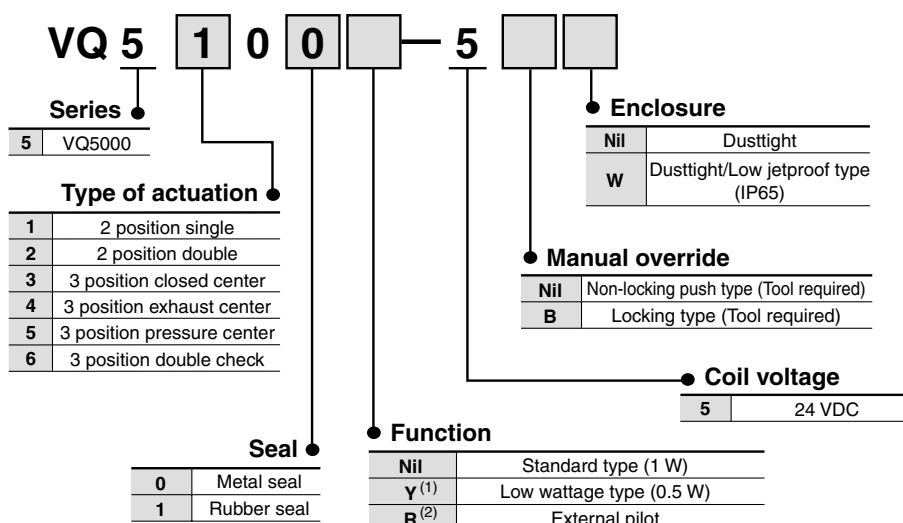 VQ 5 1 0 0 — 5
Series
5 VQ5000
Type of actuation
1 2 position single
2 2 position double
3 3 position closed center
4 3 position exhaust center
5 3 position pressure center
6 3 position double check
Seal
0 Metal seal
1 Rubber seal
Function
Nil Standard type (1 W)
Y (1) Low wattage type (0.5 W)
R (2) External pilot
Enclosure
Nil Dusttight
W Dusttight/Low jetproof type
(IP65)
Manual override
Nil Non-locking push type (Tool required)
B Locking type (Tool required)
Coil voltage
5 24 VDC